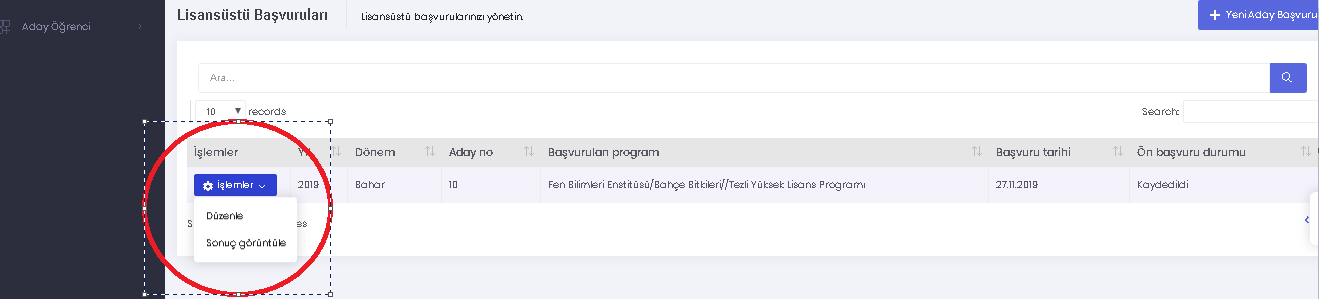 Lisansüstü Başvuruları
Lisansüstü başvurularınızı yönetin.
+ Yeni Aday Başvuru
Aday Öğrenci
Ara...
10 records
Search:
İşlemler Dönem Aday no Başvurulan program Başvuru tarihi Ön başvuru durumu
İşlemler 2019 Bahar 10 Fen Bilimleri Enstitüsü/Bahçe Bitkileri//Tezli Yüksek Lisans Programı 27.11.2019 Kaydedildi
Düzenle
Sonuç görüntüle